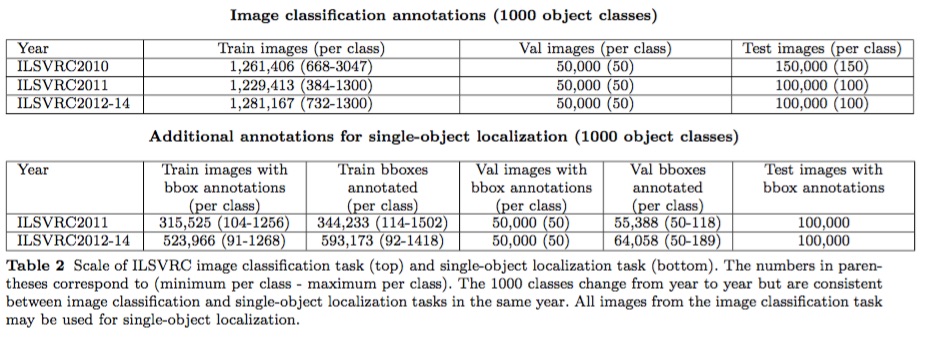 Image classification annotations (1000 object classes)
Year Train images (per class) Val images (per class) Test images (per class)
ILSVRC2010 1,261,406 (668-3047) 50,000 (50) 150,000 (150)
ILSVRC2011 1,229,413 (384-1300) 50,000 (50) 100,000 (100)
ILSVRC2012-14 1,281,167 (732-1300) 50,000 (50) 100,000 (100)
Additional annotations for single-object localization (1000 object classes)
Year Train images with Train bboxes Val images with Val bboxes Test images with
bbox annotations annotated bbox annotations annotated bbox annotations
(per class) (per class) (per class) (per class)
ILSVRC2011 315,525 (104-1256) 344,233 (114-1502) 50,000 (50) 55,388 (50-118) 100,000
ILSVRC2012-14 523,966 (91-1268) 593,173 (92-1418) 50,000 (50) 64,058 (50-189) 100,000
Table 2 Scale of ILSVRC image classification task (top) and single-object localization task (bottom). The numbers in paren-
theses correspond to (minimum per class - maximum per class). The 1000 classes change from year to year but are consistent
between image classification and single-object localization tasks in the same year. All images from the image classification task
may be used for single-object localization.